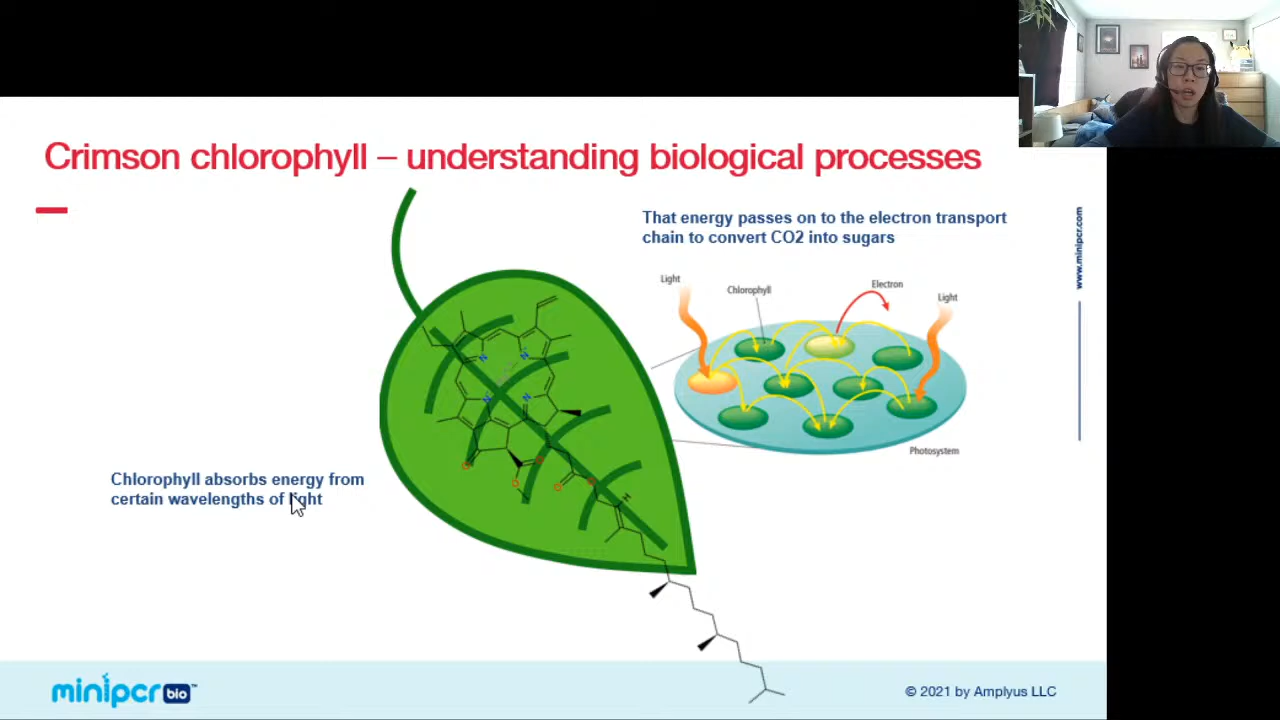 Crimson chlorophyll – understanding biological processes
That energy passes on to the electron transport
chain to convert CO2 into sugars
www.minipcr.com
Light
Chlorophyll
Electron
Light
Photosystem
Chlorophyll absorbs energy from
certain wavelengths of light
H
minipcr bio™
© 2021 by Amplyus LLC